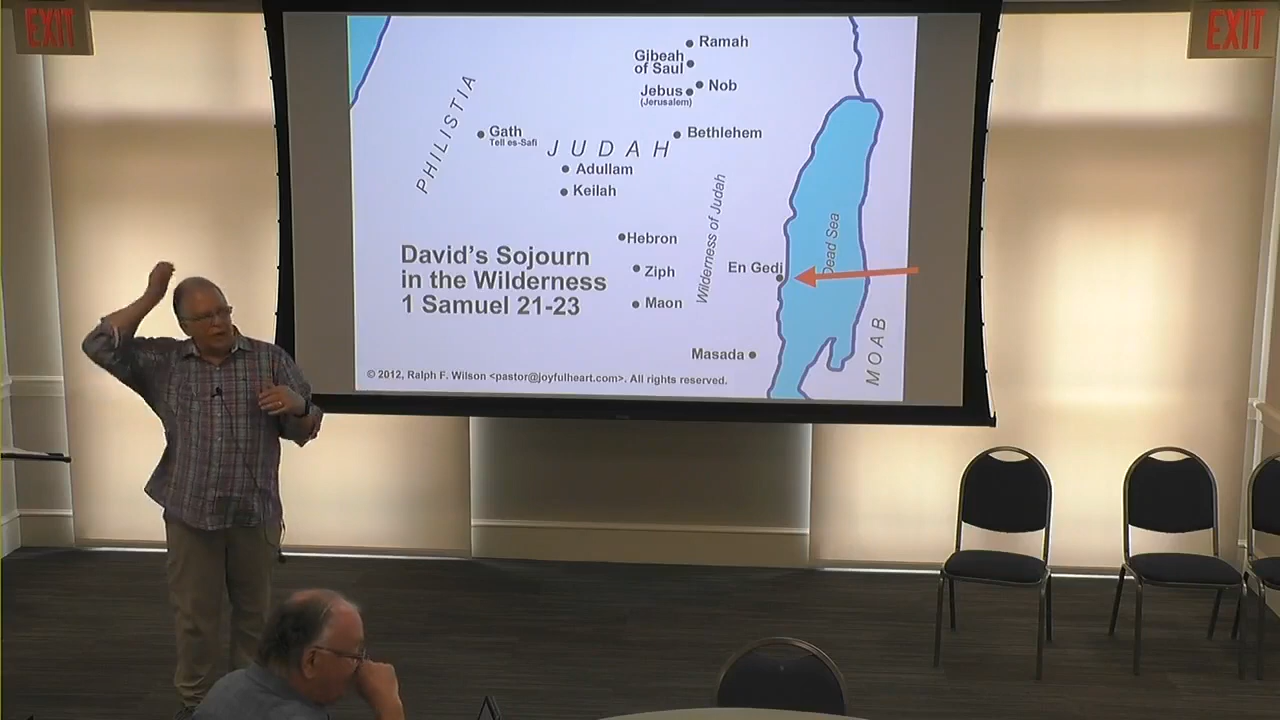 EXIT
EXIT
Ramah
Gibeah
of Saul
Nob
Jebus
(Jerusalem)
PHILISTIA
Gath
Tell es-Safi
Bethlehem
JUDAH
Adullam
Keilah
Wilderness of Judah
Dead Sea
Hebron
David's Sojourn
in the Wilderness
1 Samuel 21-23
Ziph
En Gedi
Maon
MOAB
Masada
© 2012, Ralph F. Wilson <pastor@joyfulheart.com>. All rights reserved.